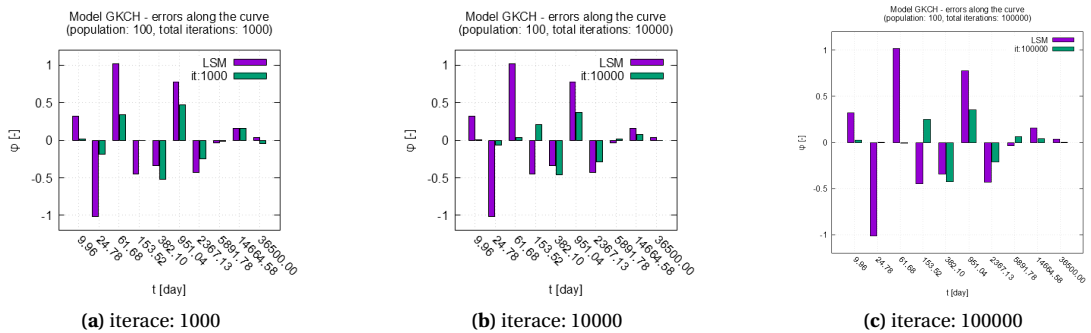 Model GKCH - errors along the curve
(population: 100, total iterations: 1000)
LSM
it:1000
1
0.5
0
-0.5
-1
φ [-]
9.96
24.78
61.68
153.52
382.10
951.04
2367.13
5891.78
14664.58
36500.00
t [day]
(a) iterace: 1000
Model GKCH - errors along the curve
(population: 100, total iterations: 10000)
LSM
it:10000
1
0.5
0
-0.5
-1
φ [-]
9.96
24.78
61.68
153.52
382.10
951.04
2367.13
5891.78
14664.58
36500.00
t [day]
(b) iterace: 10000
Model GKCH - errors along the curve
(population: 100, total iterations: 100000)
LSM
it:100000
1
0.5
0
-0.5
-1
φ [-]
9.96
24.78
61.68
153.52
382.10
951.04
2367.13
5891.78
14664.58
36500.00
t [day]
(c) iterace: 100000